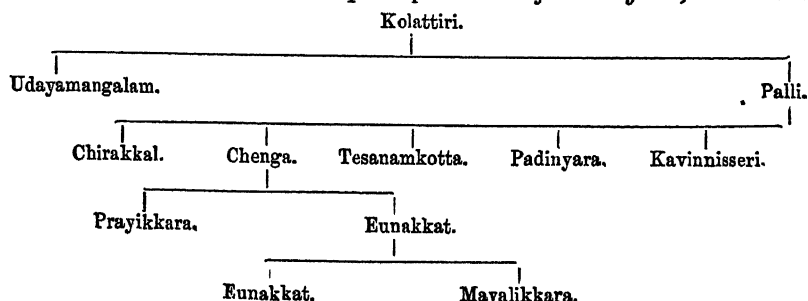 Kolattiri.
Udayamangalam. Palli.
Chirakkal. Chenga. Tesanamkotta. Padinyara. Kavinnisseri.
Prayikkara. Eunakkat.
Eunakkat. Mavalikkara.